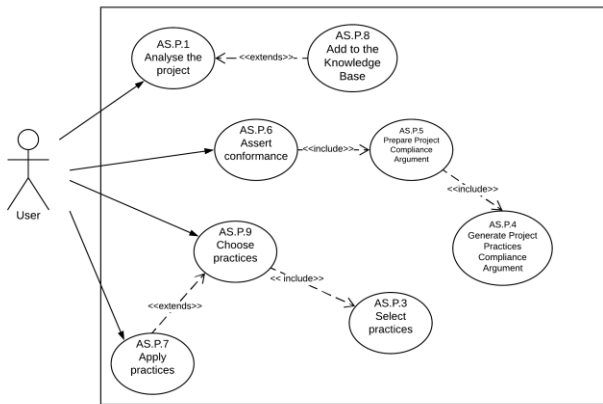 AS.P.1
Analyse the
project
<<extends>>
AS.P.8
Add to the
Knowledge
Base
AS.P.6
Assert
conformance
<<include>>
AS.P.5
Prepare Project
Compliance
Argument
<<include>>
User
AS.P.9
Choose
practices
AS.P.4
Generate Project
Practices
Compliance
Argument
<< include>>
<<extends>>
AS.P.3
Select
practices
AS.P.7
Apply
practices